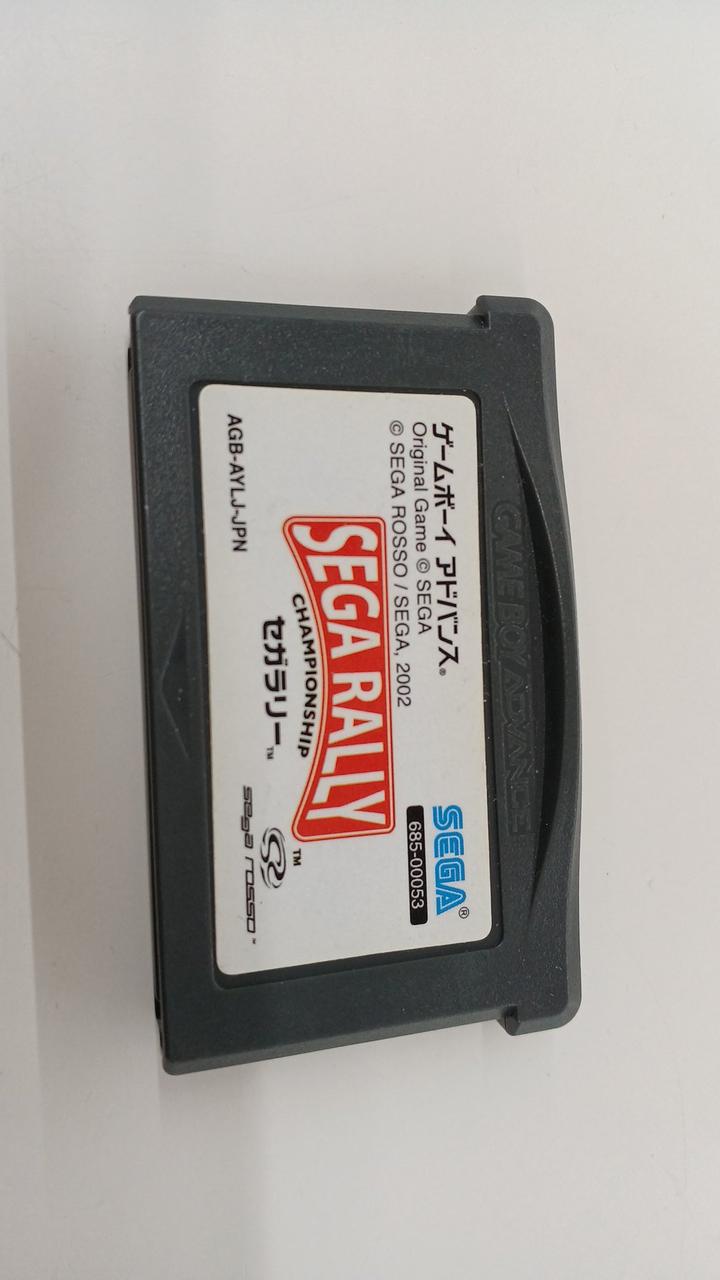 GAME BOY ADVANCE
ゲームボーイ アドバンス®
Original Game © SEGA
© SEGA ROSSO / SEGA, 2002
SEGA®
685-00053
SEGA RALLY™
CHAMPIONSHIP
セガラリー™
AGB-AYLJ-JPN
sega rosso™